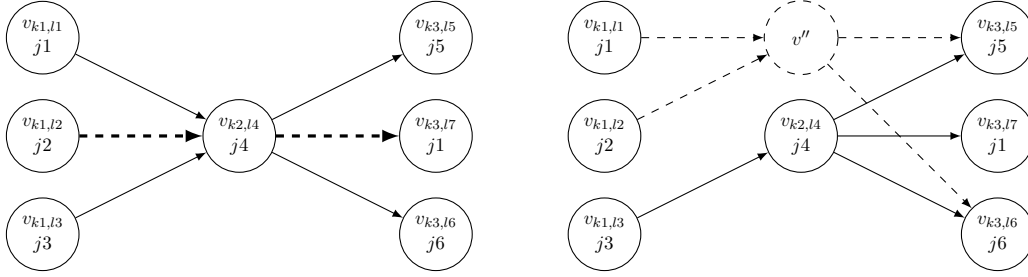 v_{k1,l1}
j1
v_{k1,l2}
j2
v_{k1,l3}
j3
v_{k2,l4}
j4
v_{k3,l5}
j5
v_{k3,l7}
j1
v_{k3,l6}
j6
v_{k1,l1}
j1
v_{k1,l2}
j2
v_{k1,l3}
j3
v''
v_{k2,l4}
j4
v_{k3,l5}
j5
v_{k3,l7}
j1
v_{k3,l6}
j6